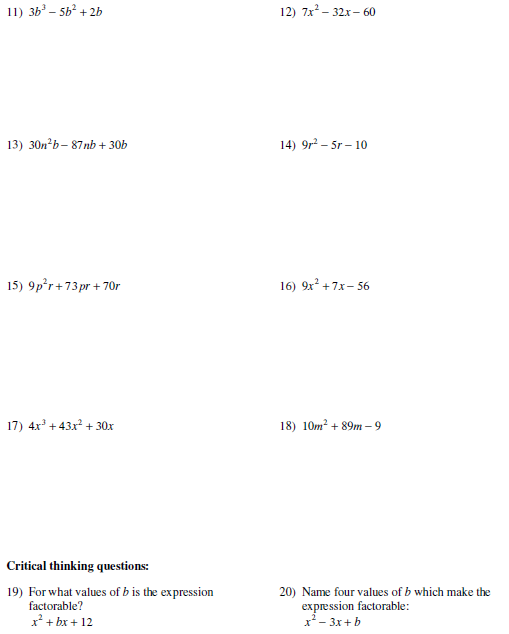 11) 3b³ – 5b² + 2b
12) 7x² – 32x – 60
13) 30n²b – 87nb + 30b
14) 9r² – 5r – 10
15) 9p²r + 73pr + 70r
16) 9x² + 7x – 56
17) 4x³ + 43x² + 30x
18) 10m² + 89m – 9
Critical thinking questions:
19) For what values of b is the expression
factorable?
x² + bx + 12
20) Name four values of b which make the
expression factorable:
x² – 3x + b